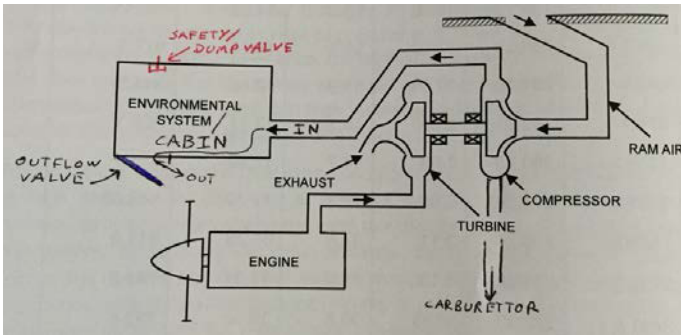 SAFETY/
DUMP VALVE
ENVIRONMENTAL
SYSTEM/
CABIN
IN
OUTFLOW
VALVE
OUT
EXHAUST
RAM AIR
COMPRESSOR
TURBINE
ENGINE
CARBURETTOR